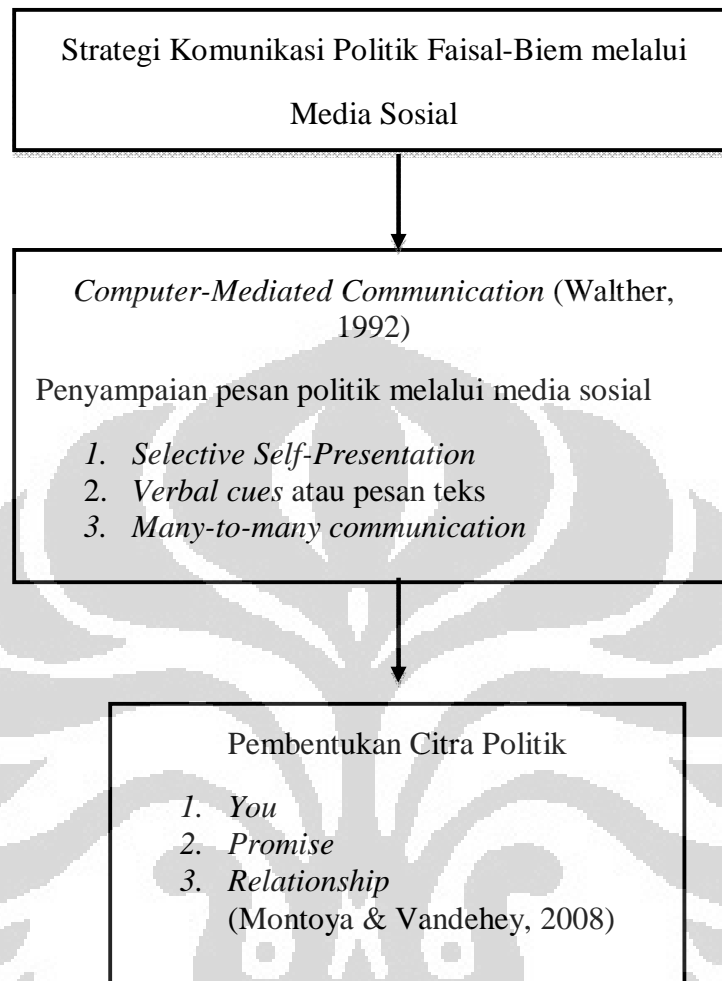 Strategi Komunikasi Politik Faisal-Biem melalui
Media Sosial
Computer-Mediated Communication (Walther,
1992)
Penyampaian pesan politik melalui media sosial
1. Selective Self-Presentation
2. Verbal cues atau pesan teks
3. Many-to-many communication
Pembentukan Citra Politik
1. You
2. Promise
3. Relationship
(Montoya & Vandehey, 2008)